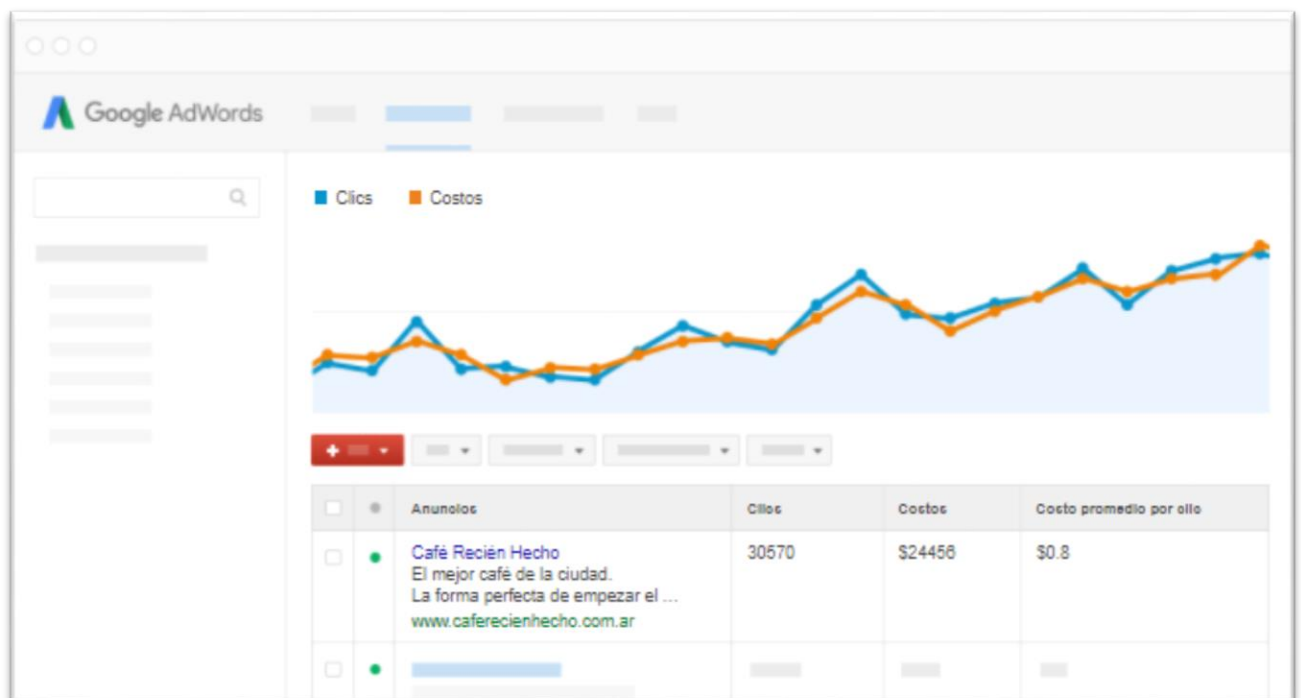 Google AdWords
Clics Costos
Anuncios Clics Costos Costo promedio por clic
Café Recién Hecho 30570 $24456 $0.8
El mejor café de la ciudad.
La forma perfecta de empezar el ...
www.caferecienhecho.com.ar